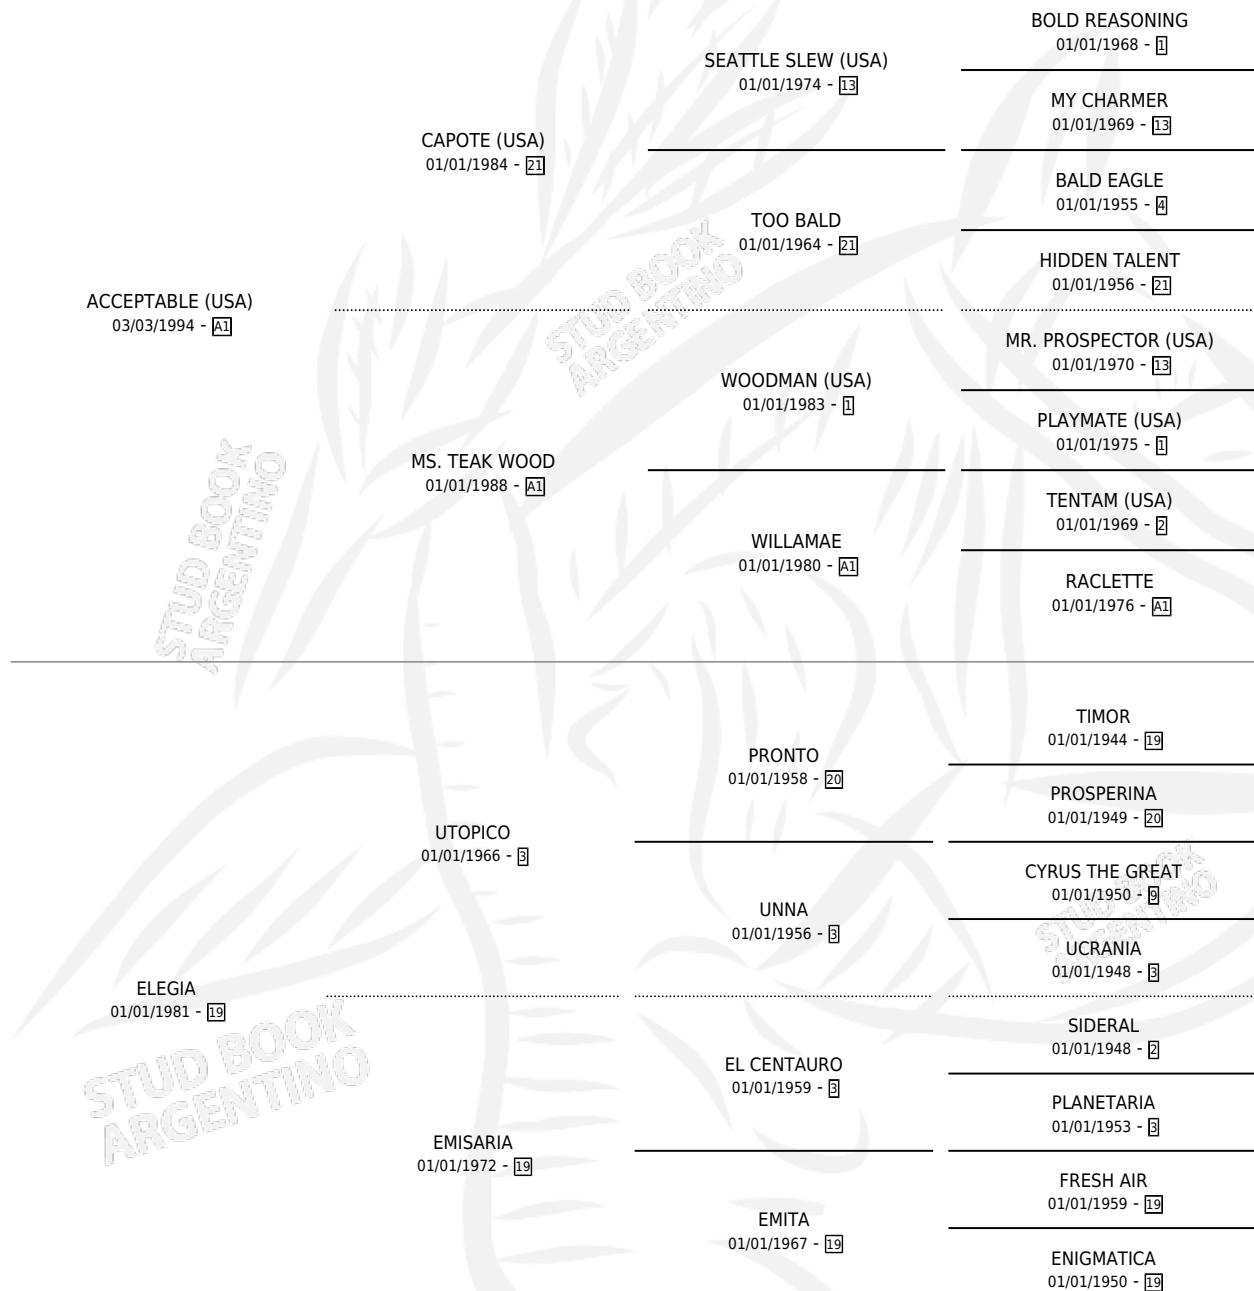 BOLD REASONING
01/01/1968 - 1
SEATTLE SLEW (USA)
01/01/1974 - 13
MY CHARMER
01/01/1969 - 13
CAPOTE (USA)
01/01/1984 - 21
BALD EAGLE
01/01/1955 - 4
TOO BALD
01/01/1964 - 21
HIDDEN TALENT
01/01/1956 - 21
ACCEPTABLE (USA)
03/03/1994 - A1
STUD BOOK
ARGENTINO
MR. PROSPECTOR (USA)
01/01/1970 - 13
WOODMAN (USA)
01/01/1983 - 1
PLAYMATE (USA)
01/01/1975 - 1
MS. TEAK WOOD
01/01/1988 - A1
STUD BOOK
ARGENTINO
TENTAM (USA)
01/01/1969 - 2
WILLAMAE
01/01/1980 - A1
RACLETTE
01/01/1976 - A1
TIMOR
01/01/1944 - 19
PRONTO
01/01/1958 - 20
PROSPERINA
01/01/1949 - 20
UTOPICO
01/01/1966 - 3
CYRUS THE GREAT
01/01/1950 - 9
STUD BOOK
ARGENTINO
UNNA
01/01/1956 - 3
UCRANIA
01/01/1948 - 3
ELEGIA
01/01/1981 - 19
STUD BOOK
ARGENTINO
SIDERAL
01/01/1948 - 2
EL CENTAURO
01/01/1959 - 3
PLANETARIA
01/01/1953 - 3
EMISARIA
01/01/1972 - 19
FRESH AIR
01/01/1959 - 19
EMITA
01/01/1967 - 19
ENIGMATICA
01/01/1950 - 19